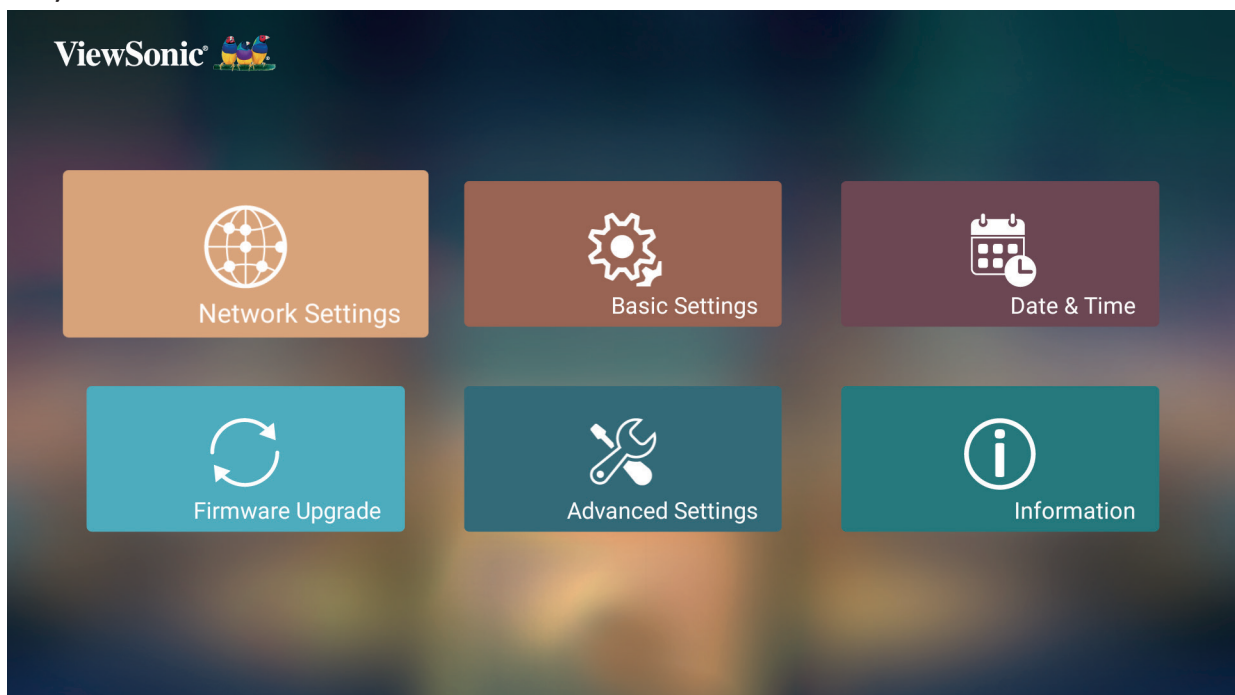 ViewSonic®
Network Settings
Basic Settings
Date & Time
Firmware Upgrade
Advanced Settings
Information